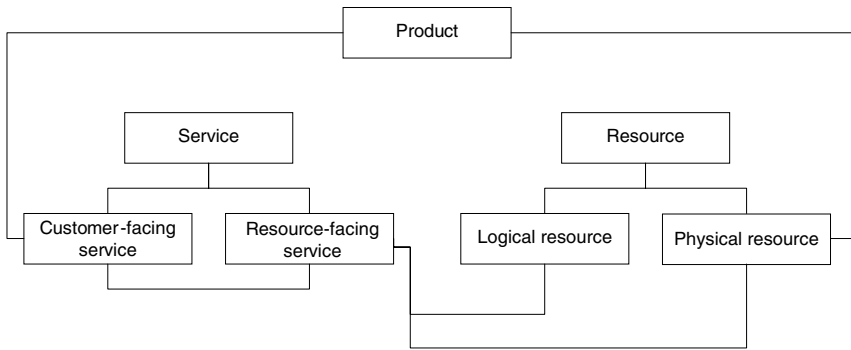 Product
Service
Resource
Customer-facing
service
Resource-facing
service
Logical resource
Physical resource